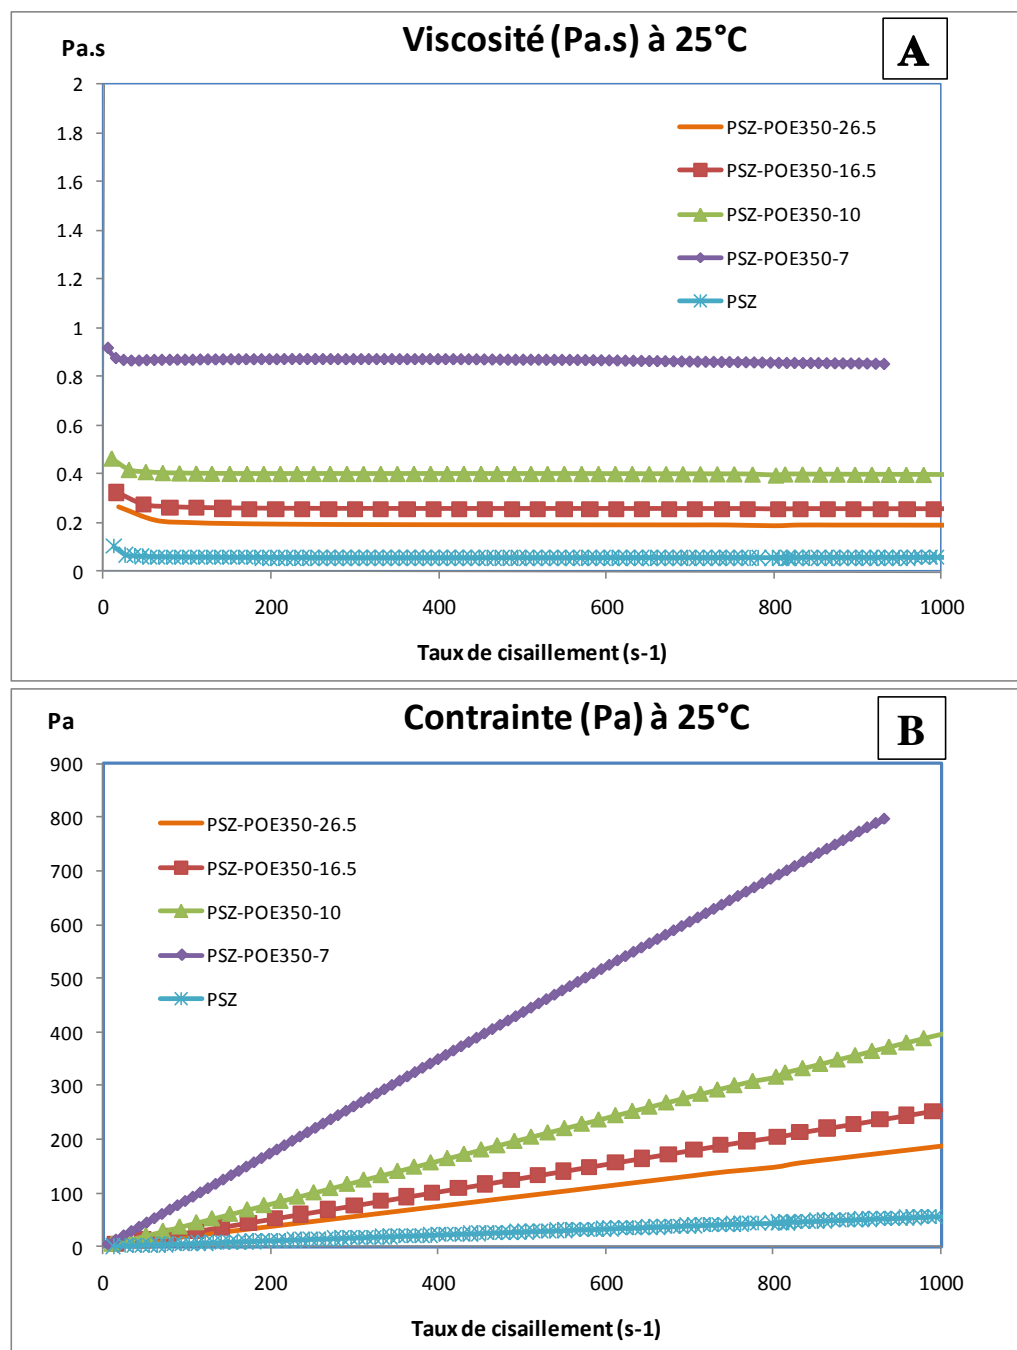 Viscosité (Pa.s) à 25°C
A
Pa.s
2
1.8
1.6
1.4
1.2
1
0.8
0.6
0.4
0.2
0
PSZ-POE350-26.5
PSZ-POE350-16.5
PSZ-POE350-10
PSZ-POE350-7
PSZ
0 200 400 600 800 1000
Taux de cisaillement (s-1)
Contrainte (Pa) à 25°C
B
Pa
900
800
700
600
500
400
300
200
100
0
PSZ-POE350-26.5
PSZ-POE350-16.5
PSZ-POE350-10
PSZ-POE350-7
PSZ
0 200 400 600 800 1000
Taux de cisaillement (s-1)